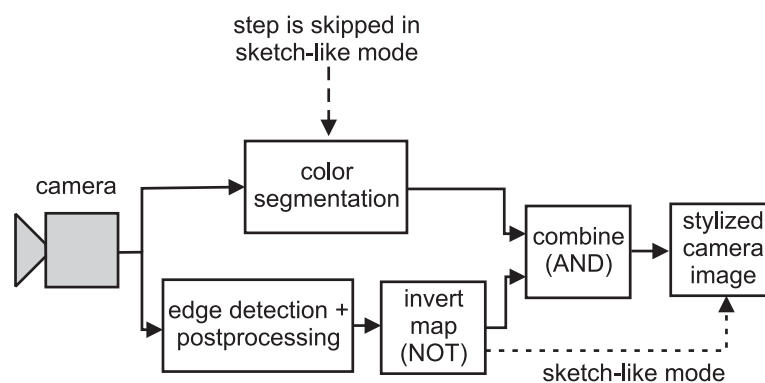 step is skipped in
sketch-like mode
camera
color
segmentation
combine
(AND)
stylized
camera
image
edge detection +
postprocessing
invert
map
(NOT)
sketch-like mode